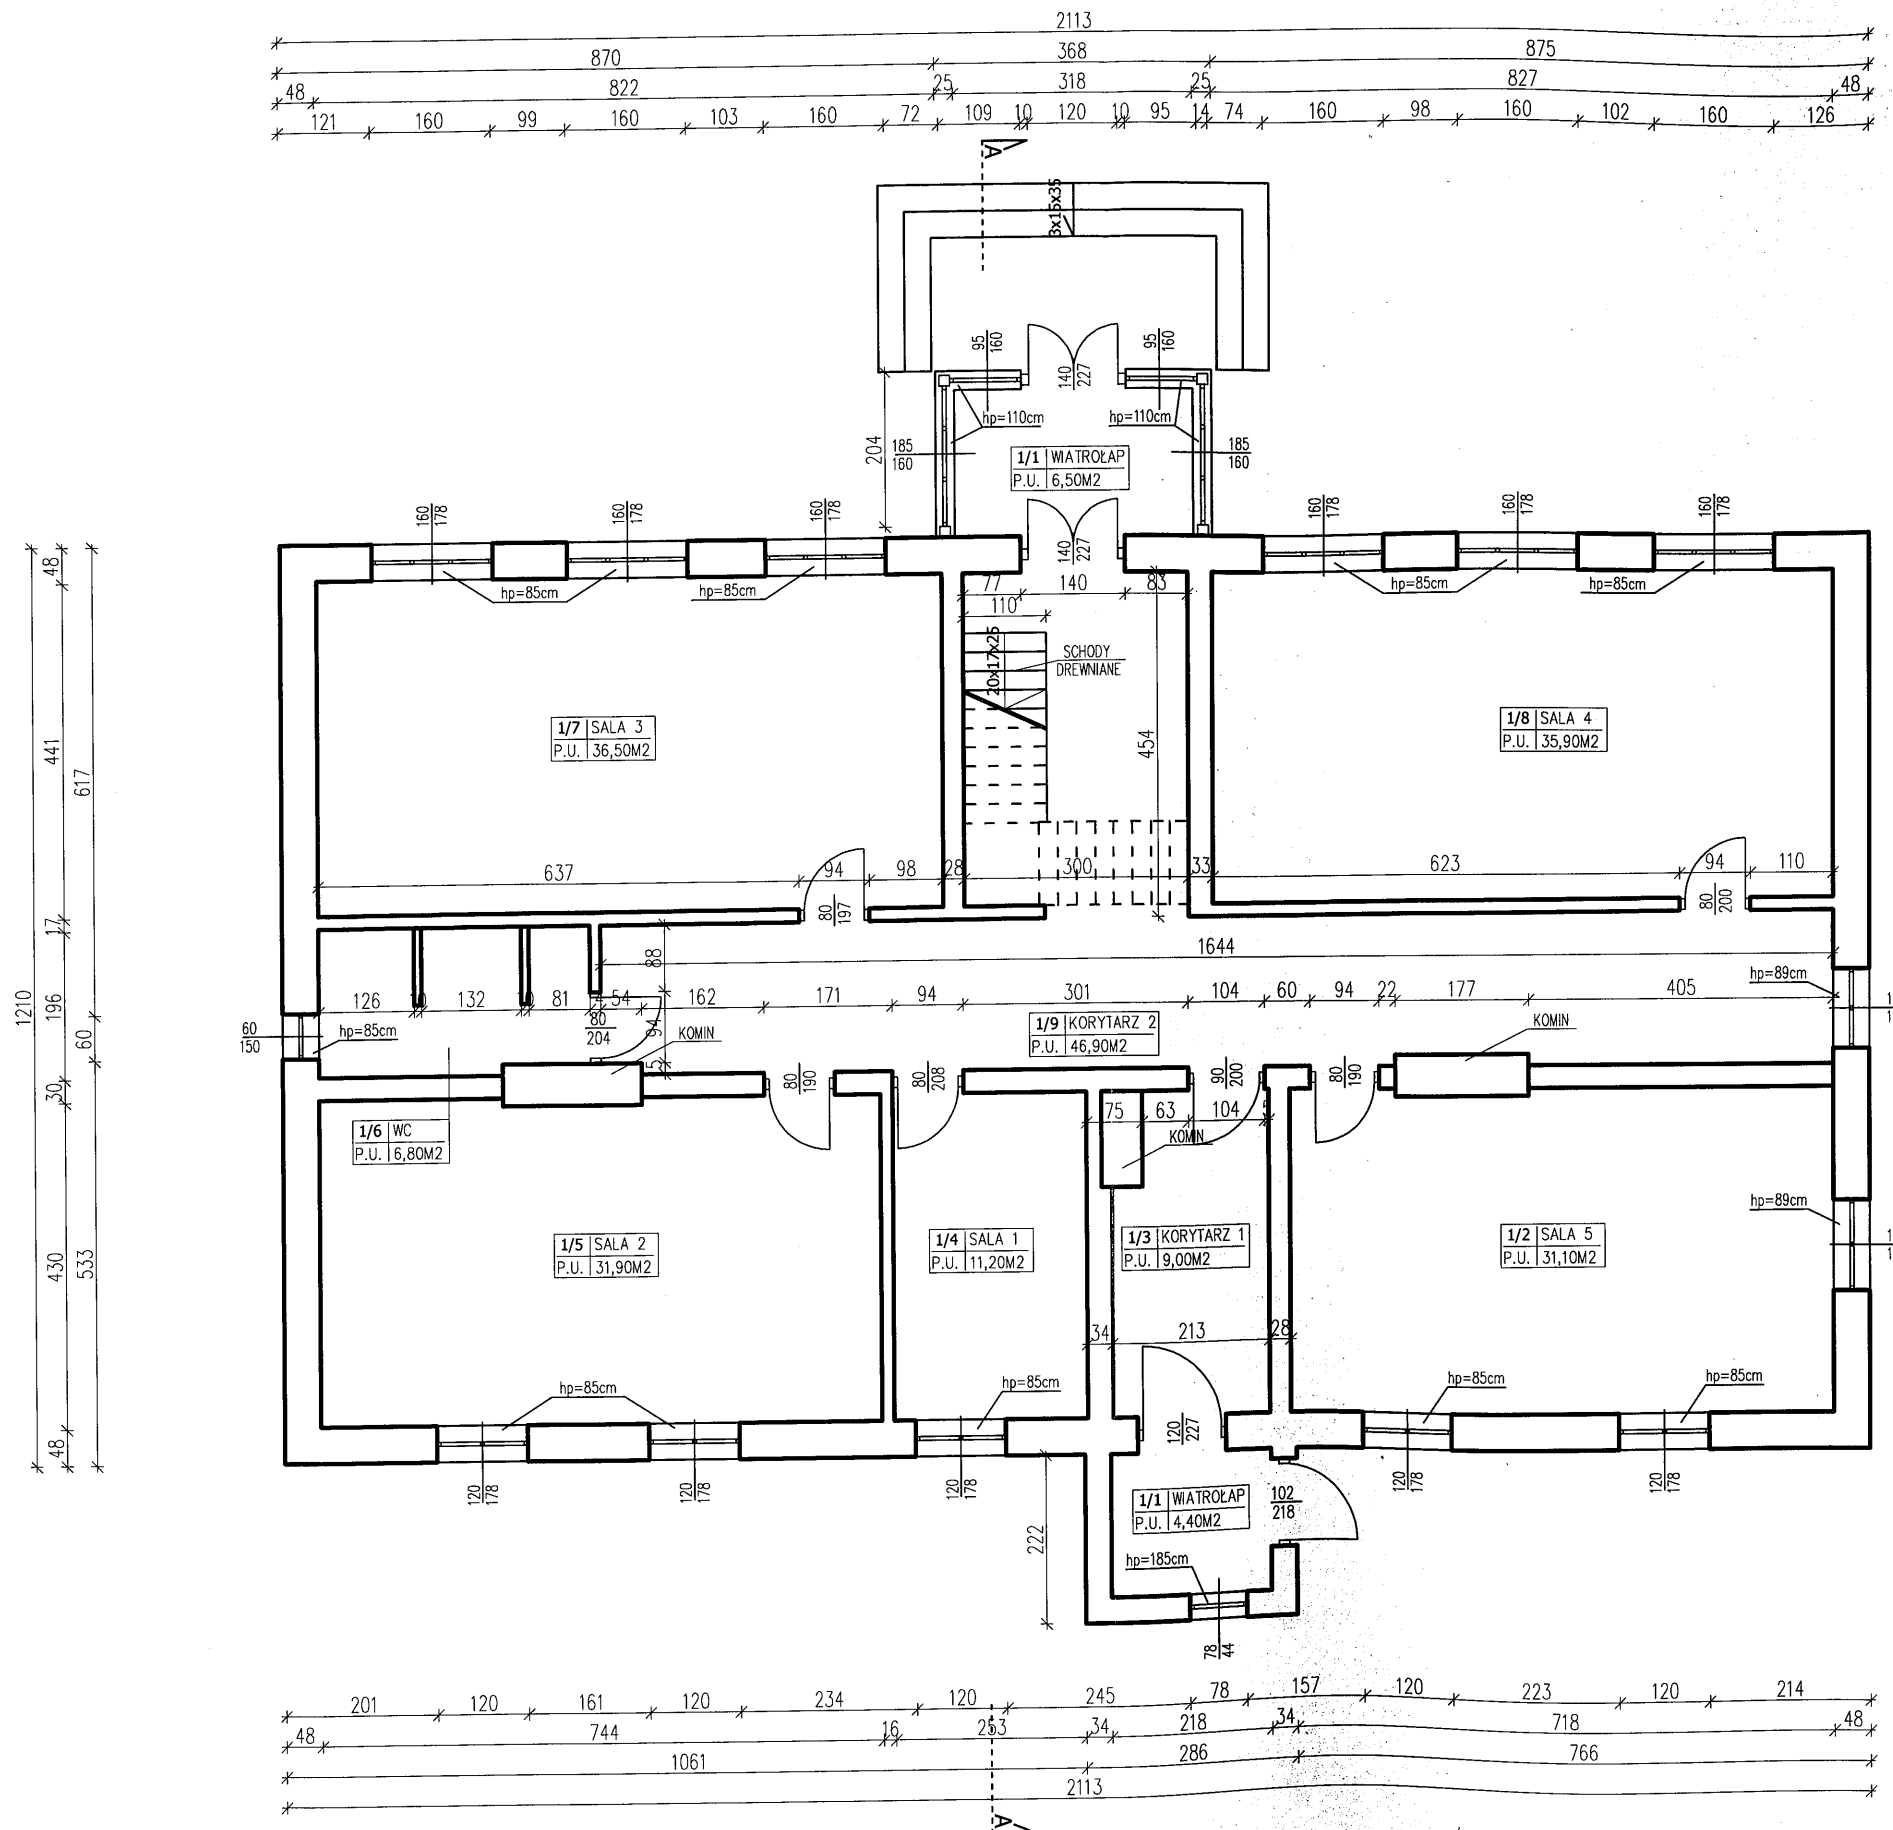 2113
870 368 875
48 822 25 318 25 827 48
121 160 99 160 103 160 72 109 10 120 10 95 14 74 160 98 160 102 160 126
A
3x15x35
95
160
95
160
140
227
hp=110cm hp=110cm
204
185
160
185
160
1/1 WIATROŁAP
P.U. 6,50M2
160
178
160
178
160
178
140
227
160
178
160
178
160
178
hp=85cm hp=85cm
77 140 83
hp=85cm hp=85cm
110
20x17x25
SCHODY
DREWNIANE
1/7 SALA 3
P.U. 36,50M2
454
1/8 SALA 4
P.U. 35,90M2
48
441
617
17
196
60
1210
30
430
533
48
637 94 98 28 300 33 623 94 110
80
197
80
200
88
1644
126 10 132 81 54 162 171 94 301 104 60 94 22 177 405
hp=89cm
60
150
hp=85cm
80
204
94
KOMIN
1/9 KORYTARZ 2
P.U. 46,90M2
KOMIN
80
190
80
208
90
200
80
190
75 63 104
KOMIN
1/6 WC
P.U. 6,80M2
hp=89cm
1/5 SALA 2
P.U. 31,90M2
1/4 SALA 1
P.U. 11,20M2
1/3 KORYTARZ 1
P.U. 9,00M2
1/2 SALA 5
P.U. 31,10M2
34 213 28
hp=85cm hp=85cm hp=85cm hp=85cm
120
227
120
178
120
178
120
178
120
178
120
178
1/1 WIATROŁAP
P.U. 4,40M2
102
218
222
hp=185cm
78
44
201 120 161 120 234 120 245 78 157 120 223 120 214
48 744 16 253 34 218 34 718 48
1061 286 766
2113
A